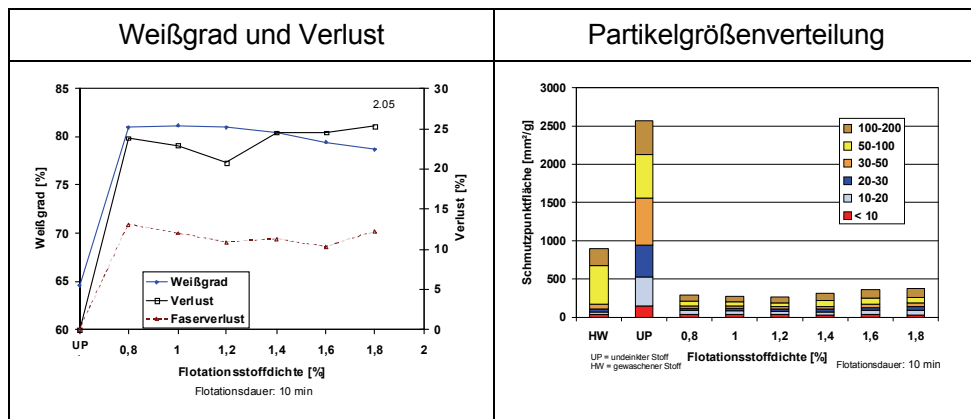 Weißgrad und Verlust
Partikelgrößenverteilung
85
80
75
70
65
60
Weißgrad [%]
30
25
20
15
10
5
0
Verlust [%]
2.05
Weißgrad
Verlust
Faserverlust
UP 0,8 1 1,2 1,4 1,6 1,8 2
Flotationsstoffdichte [%]
Flotationsdauer: 10 min
3000
2500
2000
1500
1000
500
0
Schmutzpunktfläche [mm²/g]
100-200
50-100
30-50
20-30
10-20
< 10
HW UP 0,8 1 1,2 1,4 1,6 1,8
UP = undeinkter Stoff
HW = gewaschener Stoff
Flotationsstoffdichte [%]
Flotationsdauer: 10 min